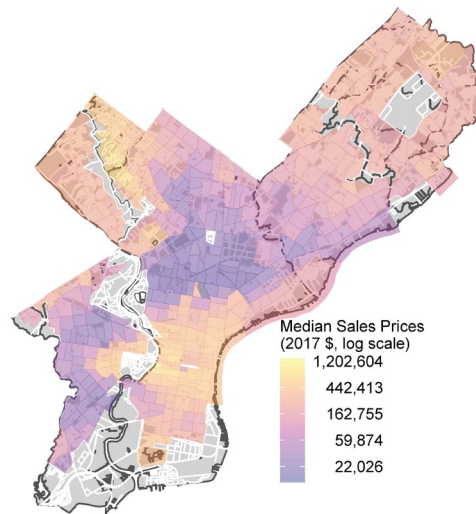 Median Sales Prices
(2017 $, log scale)
1,202,604
442,413
162,755
59,874
22,026